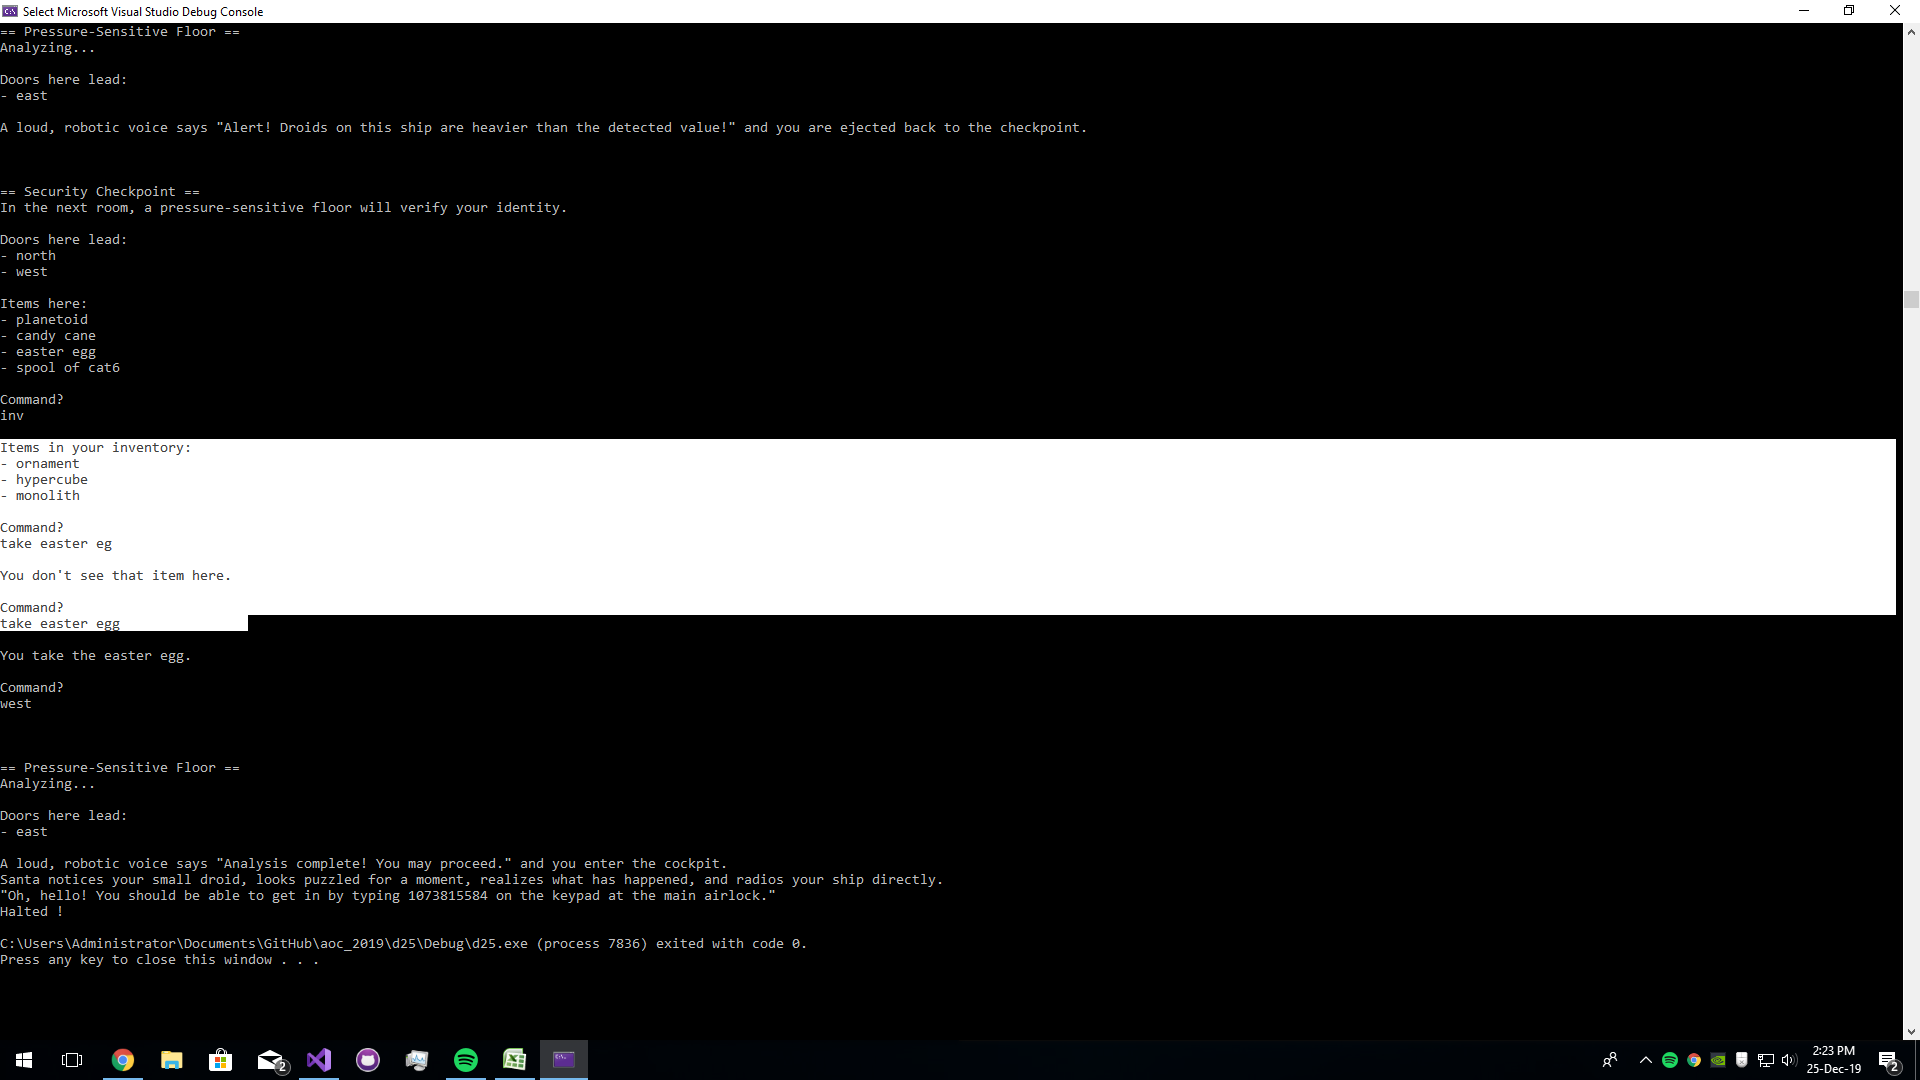 Select Microsoft Visual Studio Debug Console
== Pressure-Sensitive Floor ==
Analyzing...
Doors here lead:
- east
A loud, robotic voice says "Alert! Droids on this ship are heavier than the detected value!" and you are ejected back to the checkpoint.
== Security Checkpoint ==
In the next room, a pressure-sensitive floor will verify your identity.
Doors here lead:
- north
- west
Items here:
- planetoid
- candy cane
- easter egg
- spool of cat6
Command?
inv
Items in your inventory:
- ornament
- hypercube
- monolith
Command?
take easter eg
You don't see that item here.
Command?
take easter egg
You take the easter egg.
Command?
west
== Pressure-Sensitive Floor ==
Analyzing...
Doors here lead:
- east
A loud, robotic voice says "Analysis complete! You may proceed." and you enter the cockpit.
Santa notices your small droid, looks puzzled for a moment, realizes what has happened, and radios your ship directly.
"Oh, hello! You should be able to get in by typing 1073815584 on the keypad at the main airlock."
Halted !
C:\Users\Administrator\Documents\GitHub\aoc_2019\d25\Debug\d25.exe (process 7836) exited with code 0.
Press any key to close this window . . .
2
2:23 PM
25-Dec-19
2